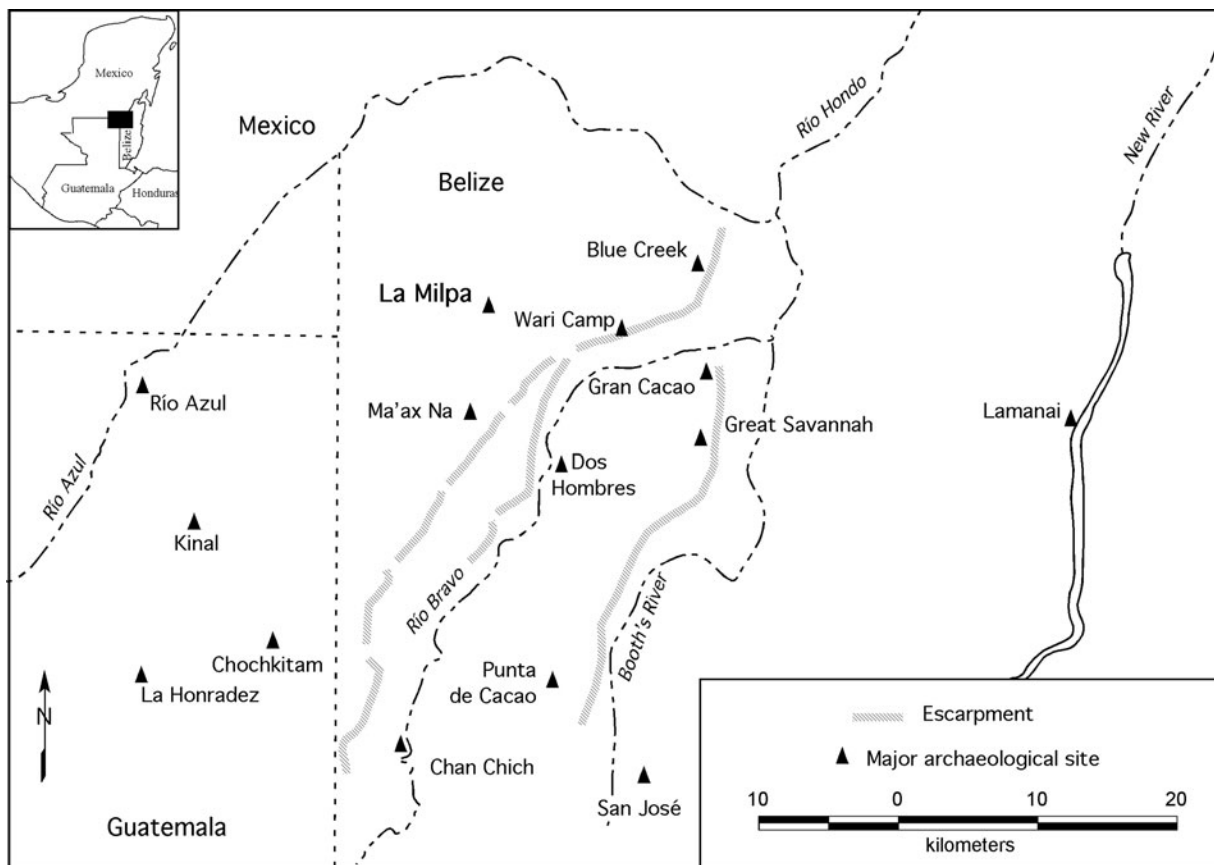 Mexico
Belize
Guatemala
Honduras
Mexico
Belize
Río Hondo
New River
Blue Creek
La Milpa
Wari Camp
Gran Cacao
Río Azul
Ma'ax Na
Great Savannah
Lamanai
Río Azul
Dos
Hombres
Kinal
Río Bravo
Booth's River
Chochkitam
La Honradez
Punta
de Cacao
N
Chan Chich
San José
Guatemala
Escarpment
Major archaeological site
10 0 10 20
kilometers